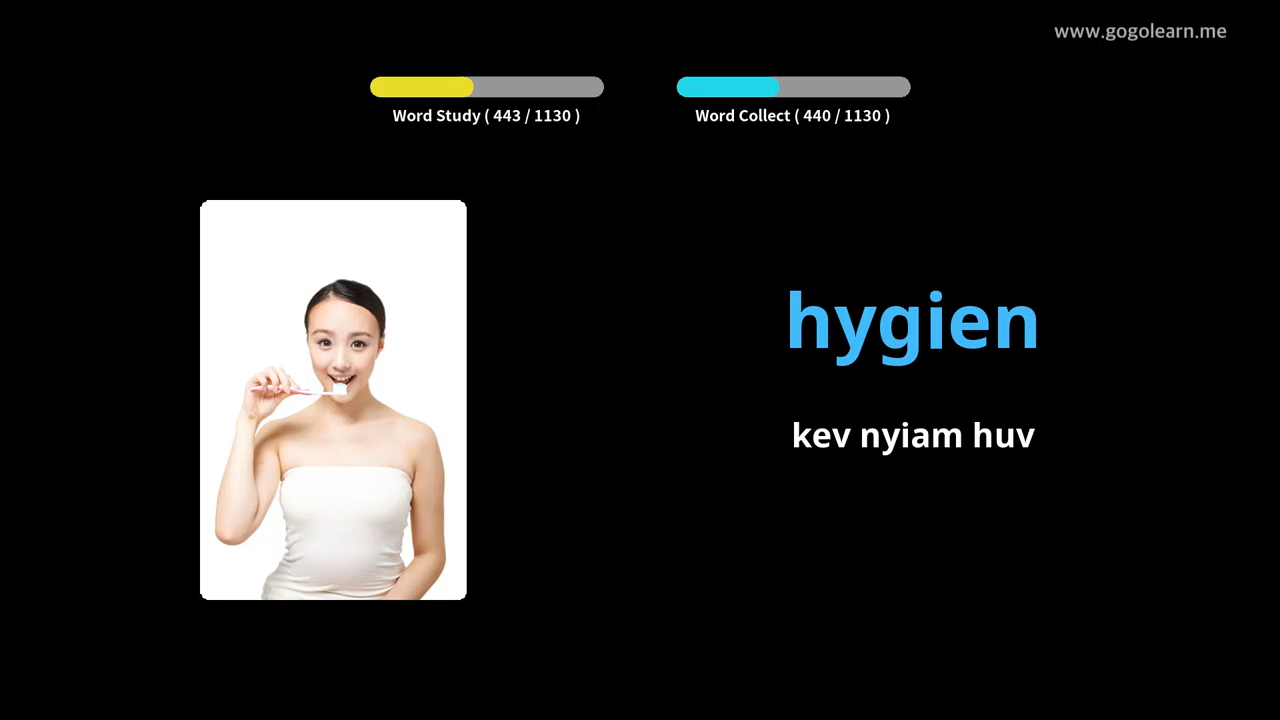 www.gogolearn.me
Word Study ( 443 / 1130 )
Word Collect ( 440 / 1130 )
hygien
kev nyiam huv